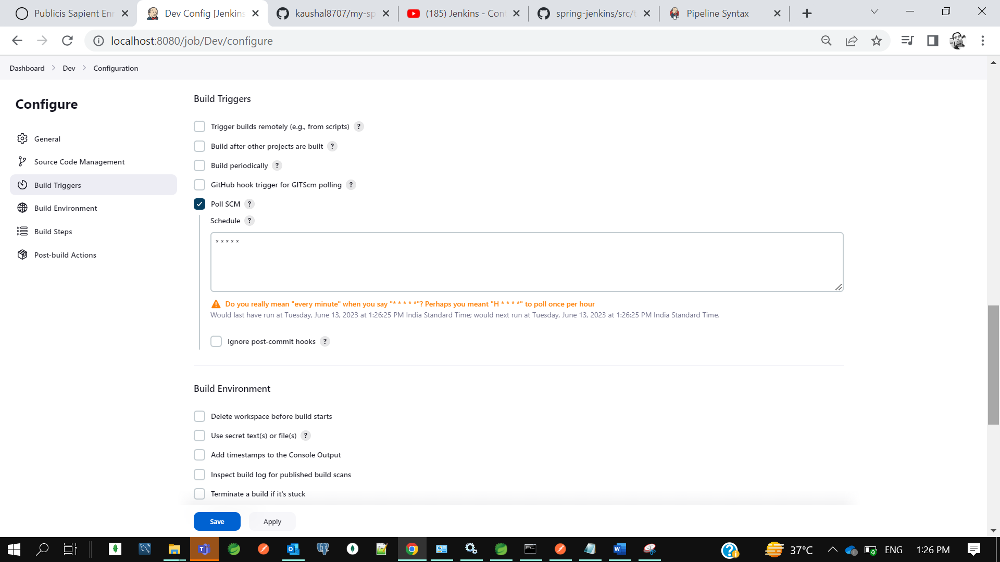 Publicis Sapient En
Dev Config [Jenkins
kaushal8707/my-sp
(185) Jenkins - Con
spring-jenkins/src/t
Pipeline Syntax
localhost:8080/job/Dev/configure
Dashboard
Dev
Configuration
Configure
General
Source Code Management
Build Triggers
Build Environment
Build Steps
Post-build Actions
Build Triggers
Trigger builds remotely (e.g., from scripts) ?
Build after other projects are built ?
Build periodically ?
GitHub hook trigger for GITScm polling ?
Poll SCM ?
Schedule ?
* * * * *
Do you really mean "every minute" when you say "* * * * *"? Perhaps you meant "H * * * *" to poll once per hour
Would last have run at Tuesday, June 13, 2023 at 1:26:25 PM India Standard Time; would next run at Tuesday, June 13, 2023 at 1:26:25 PM India Standard Time.
Ignore post-commit hooks ?
Build Environment
Delete workspace before build starts
Use secret text(s) or file(s) ?
Add timestamps to the Console Output
Inspect build log for published build scans
Terminate a build if it's stuck
Save
Apply
37°C
ENG
1:26 PM